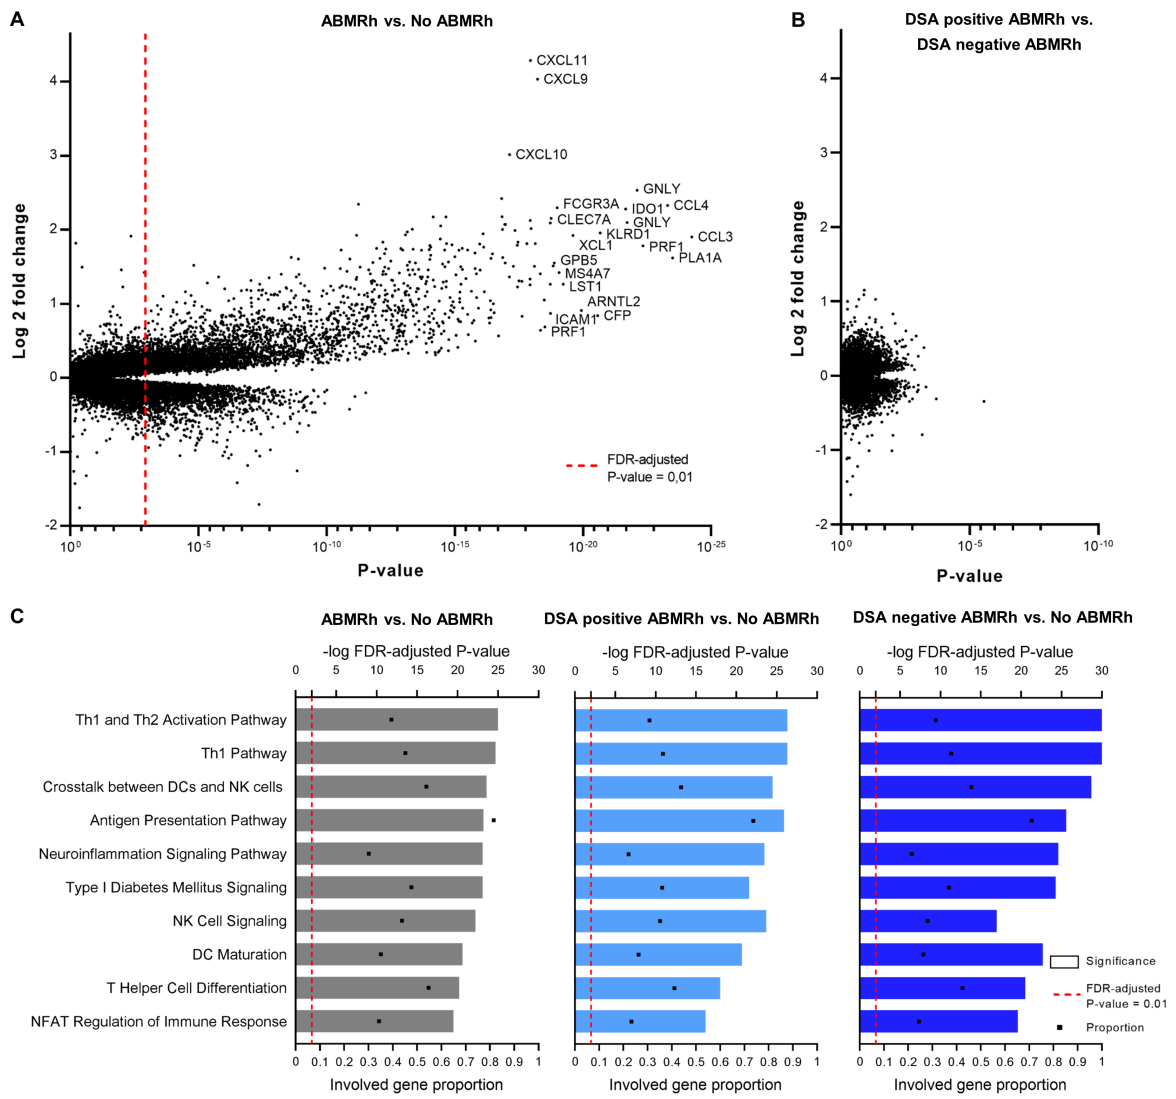 A
ABMRh vs. No ABMRh
Log 2 fold change
4
3
2
1
0
-1
-2
CXCL11
CXCL9
CXCL10
GNLY
FCGR3A
IDO1
CCL4
CLEC7A
GNLY
KLRD1
CCL3
XCL1
PRF1
GPB5
PLA1A
MS4A7
LST1
ARNTL2
ICAM1
CFP
PRF1
FDR-adjusted
P-value = 0,01
10^0 10^-5 10^-10 10^-15 10^-20 10^-25
P-value
B
DSA positive ABMRh vs.
DSA negative ABMRh
Log 2 fold change
4
3
2
1
0
-1
-2
10^0 10^-5 10^-10
P-value
C
ABMRh vs. No ABMRh
-log FDR-adjusted P-value
0 5 10 15 20 25 30
DSA positive ABMRh vs. No ABMRh
-log FDR-adjusted P-value
0 5 10 15 20 25 30
DSA negative ABMRh vs. No ABMRh
-log FDR-adjusted P-value
0 5 10 15 20 25 30
Th1 and Th2 Activation Pathway
Th1 Pathway
Crosstalk between DCs and NK cells
Antigen Presentation Pathway
Neuroinflammation Signaling Pathway
Type I Diabetes Mellitus Signaling
NK Cell Signaling
DC Maturation
T Helper Cell Differentiation
NFAT Regulation of Immune Response
Significance
FDR-adjusted
P-value = 0.01
Proportion
0 0.1 0.2 0.3 0.4 0.5 0.6 0.7 0.8 0.9 1
Involved gene proportion
0 0.1 0.2 0.3 0.4 0.5 0.6 0.7 0.8 0.9 1
Involved gene proportion
0 0.1 0.2 0.3 0.4 0.5 0.6 0.7 0.8 0.9 1
Involved gene proportion